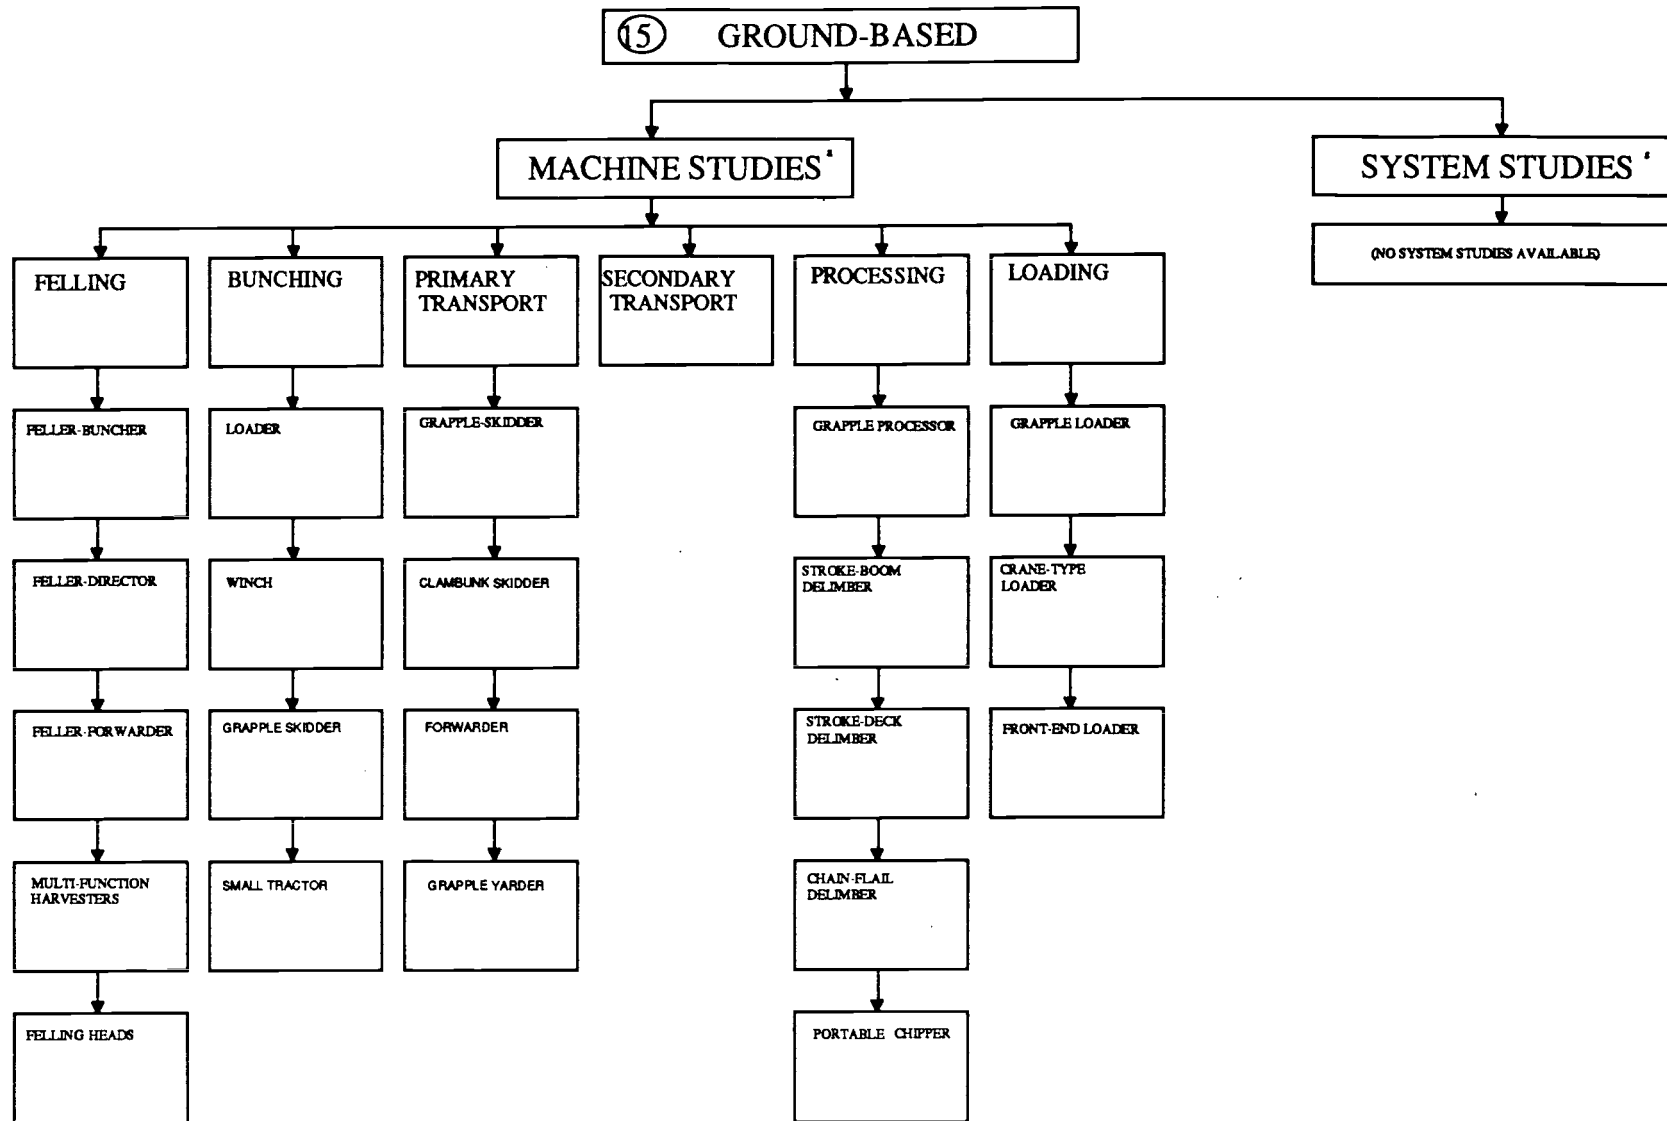 15 GROUND-BASED
MACHINE STUDIES
SYSTEM STUDIES
(NO SYSTEM STUDIES AVAILABLE)
FELLING
BUNCHING
PRIMARY
TRANSPORT
SECONDARY
TRANSPORT
PROCESSING
LOADING
FELLER-BUNCHER
LOADER
GRAPPLE-SKIDDER
GRAPPLE PROCESSOR
GRAPPLE LOADER
FELLER-DIRECTOR
WINCH
CLAMBUNK SKIDDER
STROKE-BOOM
DELIMBER
CRANE-TYPE
LOADER
FELLER-FORWARDER
GRAPPLE SKIDDER
FORWARDER
STROKE-DECK
DELIMBER
FRONT-END LOADER
MULTI-FUNCTION
HARVESTERS
SMALL TRACTOR
GRAPPLE YARDER
CHAIN-FLAIL
DELIMBER
FELLING HEADS
PORTABLE CHIPPER